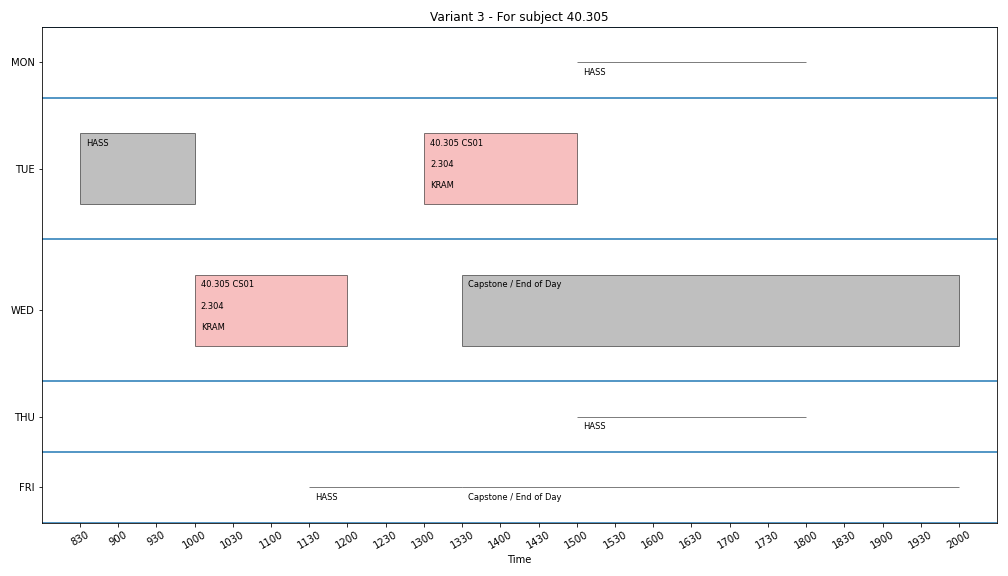 Variant 3 - For subject 40.305
MON
HASS
TUE
HASS
40.305 CS01
2.304
KRAM
WED
40.305 CS01
2.304
KRAM
Capstone / End of Day
THU
HASS
FRI
HASS
Capstone / End of Day
830 900 930 1000 1030 1100 1130 1200 1230 1300 1330 1400 1430 1500 1530 1600 1630 1700 1730 1800 1830 1900 1930 2000
Time